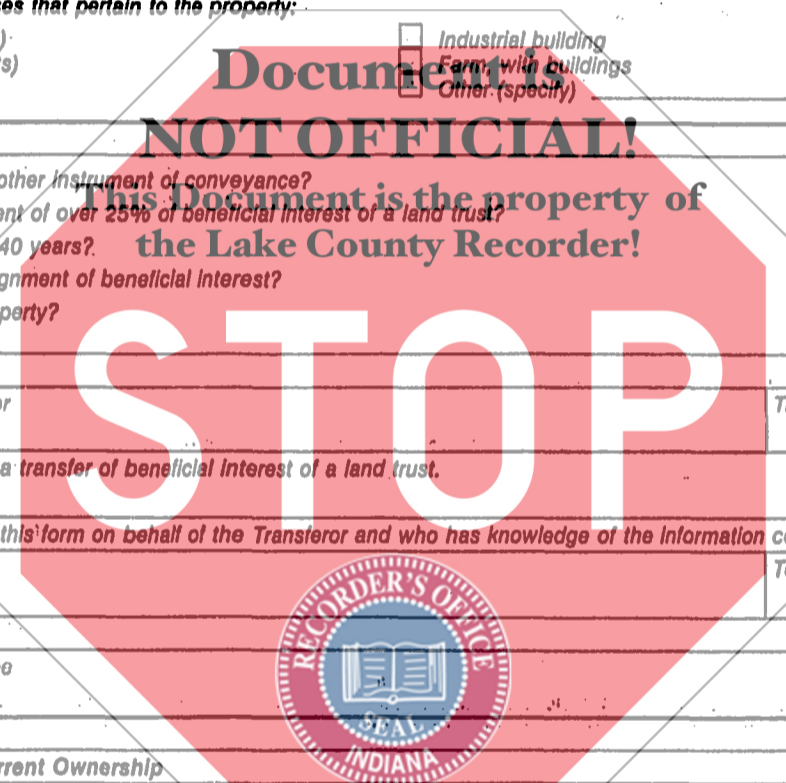 es that pertain to the property:
Industrial building
s)
Farm, with buildings
Other (specify)
Document is
NOT OFFICIAL!
other instrument of conveyance?
This Document is the property of
ent of over 25% of beneficial interest of a land trust?
40 years?
the Lake County Recorder!
gnment of beneficial interest?
perty?
STOP
or
a transfer of beneficial interest of a land trust.
this form on behalf of the Transferor and who has knowledge of the information co
RECORDER'S OFFICE
SEAL
INDIANA
rrent Ownership